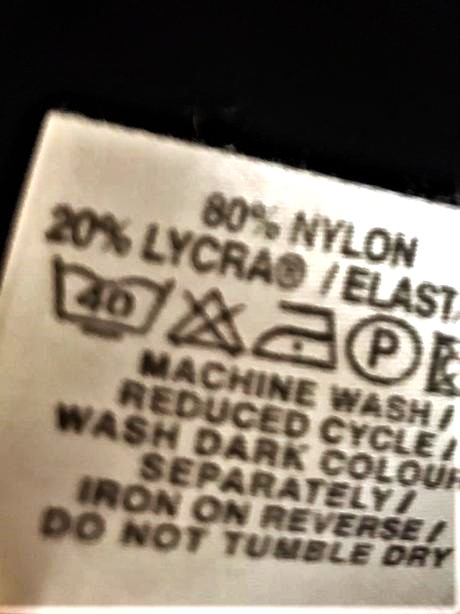 80% NYLON
20% LYCRA® / ELAST
40 P
MACHINE WASH /
REDUCED CYCLE /
WASH DARK COLOUR
SEPARATELY /
IRON ON REVERSE /
DO NOT TUMBLE DRY